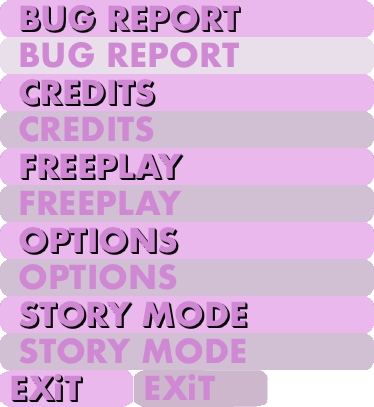 BUG REPORT
BUG REPORT
CREDITS
CREDITS
FREEPLAY
FREEPLAY
OPTIONS
OPTIONS
STORY MODE
STORY MODE
EXiT EXiT